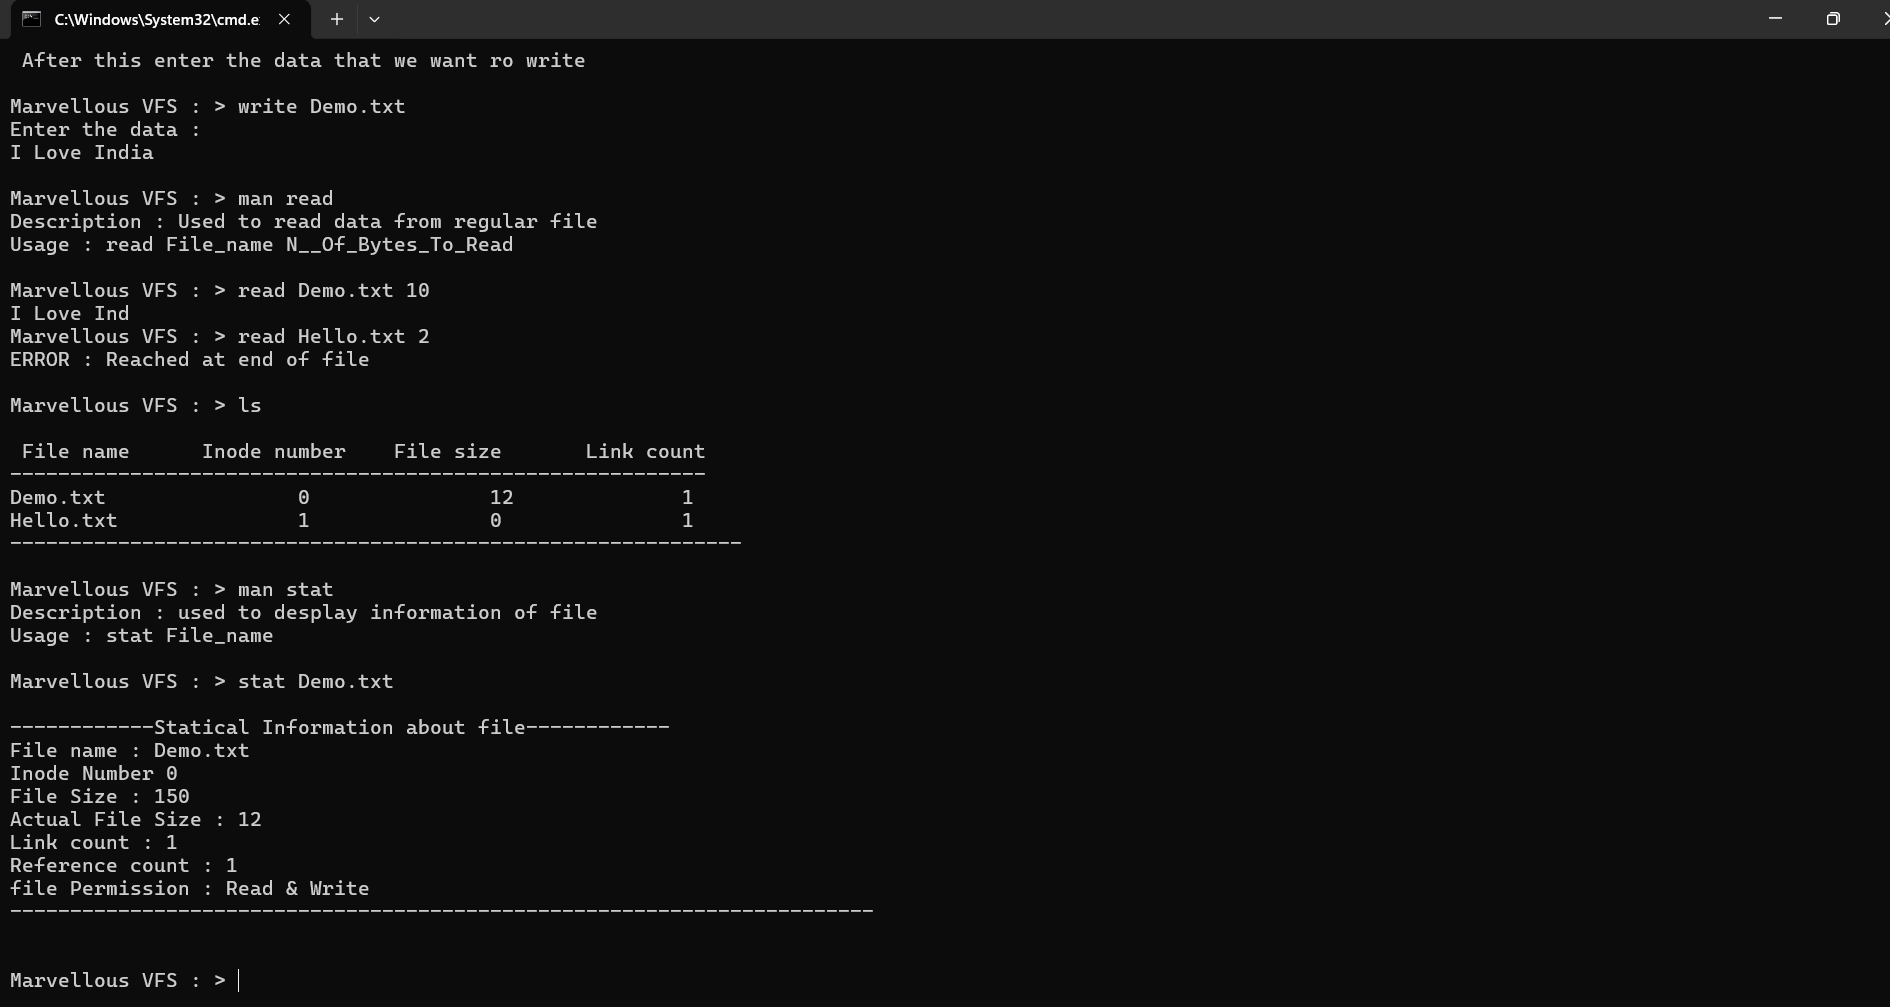 C:\Windows\System32\cmd.e
After this enter the data that we want ro write
Marvellous VFS : > write Demo.txt
Enter the data :
I Love India
Marvellous VFS : > man read
Description : Used to read data from regular file
Usage : read File_name N__Of_Bytes_To_Read
Marvellous VFS : > read Demo.txt 10
I Love Ind
Marvellous VFS : > read Hello.txt 2
ERROR : Reached at end of file
Marvellous VFS : > ls
File name      Inode number    File size       Link count
----------------------------------------------------------
Demo.txt                0               12              1
Hello.txt               1               0               1
-------------------------------------------------------------
Marvellous VFS : > man stat
Description : used to desplay information of file
Usage : stat File_name
Marvellous VFS : > stat Demo.txt
------------Statical Information about file------------
File name : Demo.txt
Inode Number 0
File Size : 150
Actual File Size : 12
Link count : 1
Reference count : 1
file Permission : Read & Write
------------------------------------------------------------------------
Marvellous VFS : >